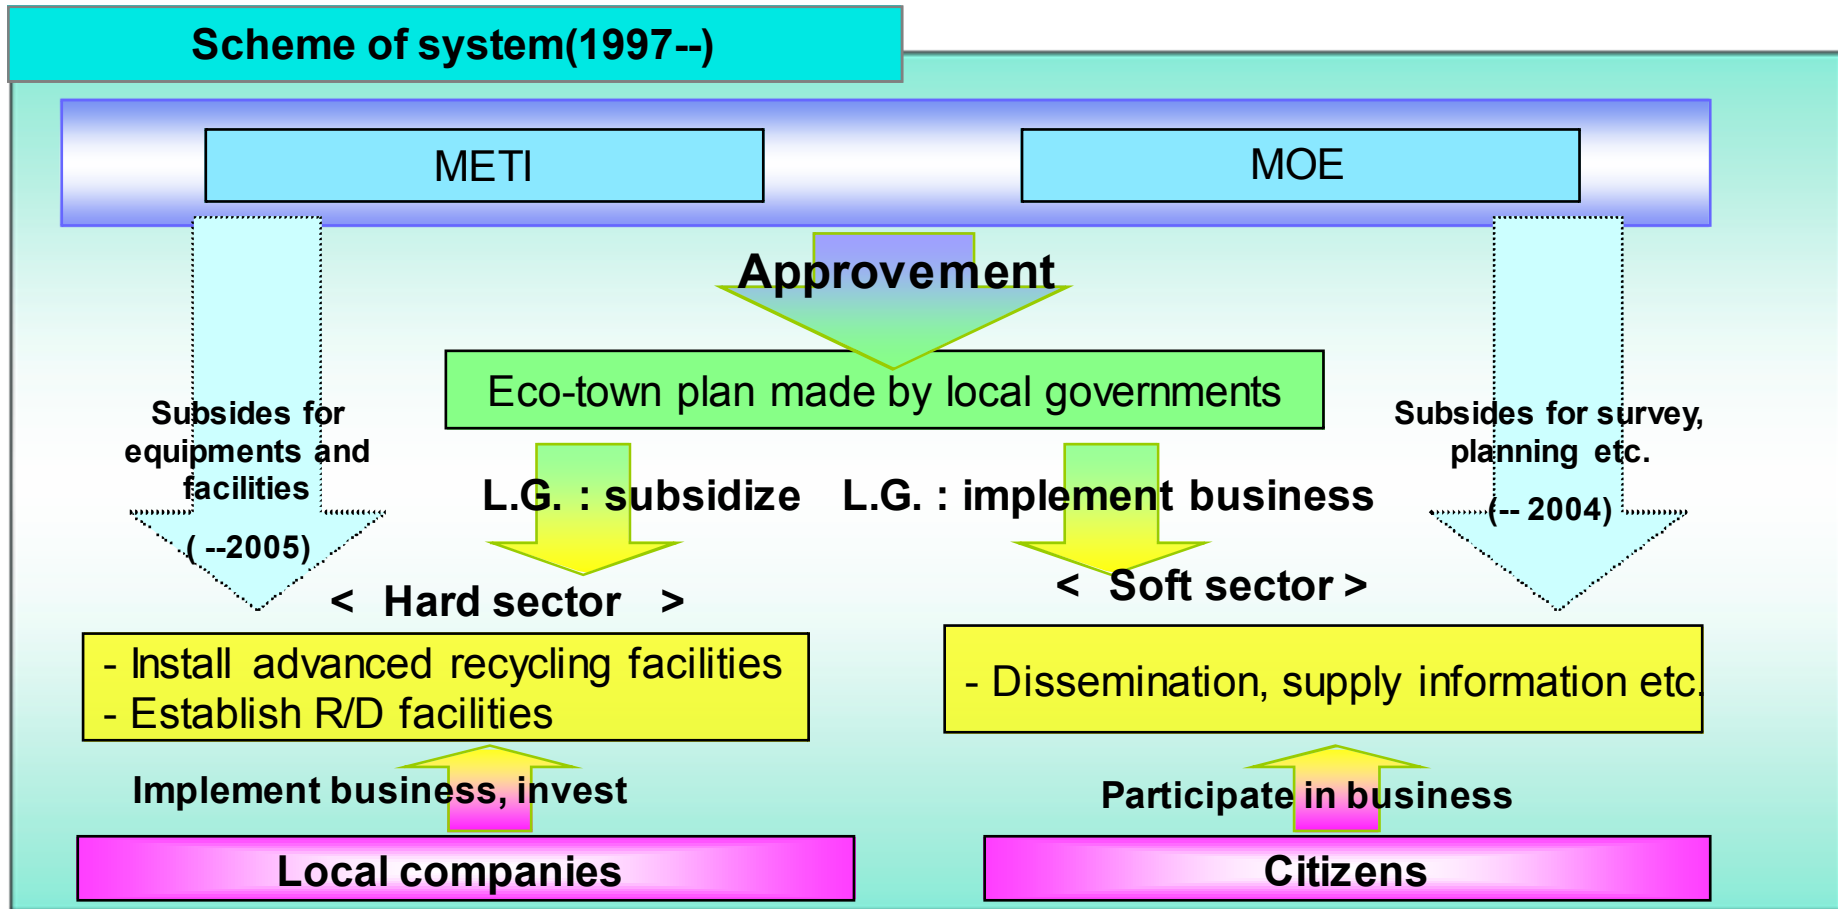 Scheme of system(1997--)
METI
MOE
Approvement
Eco-town plan made by local governments
Subsides for
equipments and
facilities
( --2005)
Subsides for survey,
planning etc.
(-- 2004)
L.G. : subsidize
L.G. : implement business
< Hard sector >
< Soft sector >
- Install advanced recycling facilities
- Establish R/D facilities
- Dissemination, supply information etc.
Implement business, invest
Participate in business
Local companies
Citizens